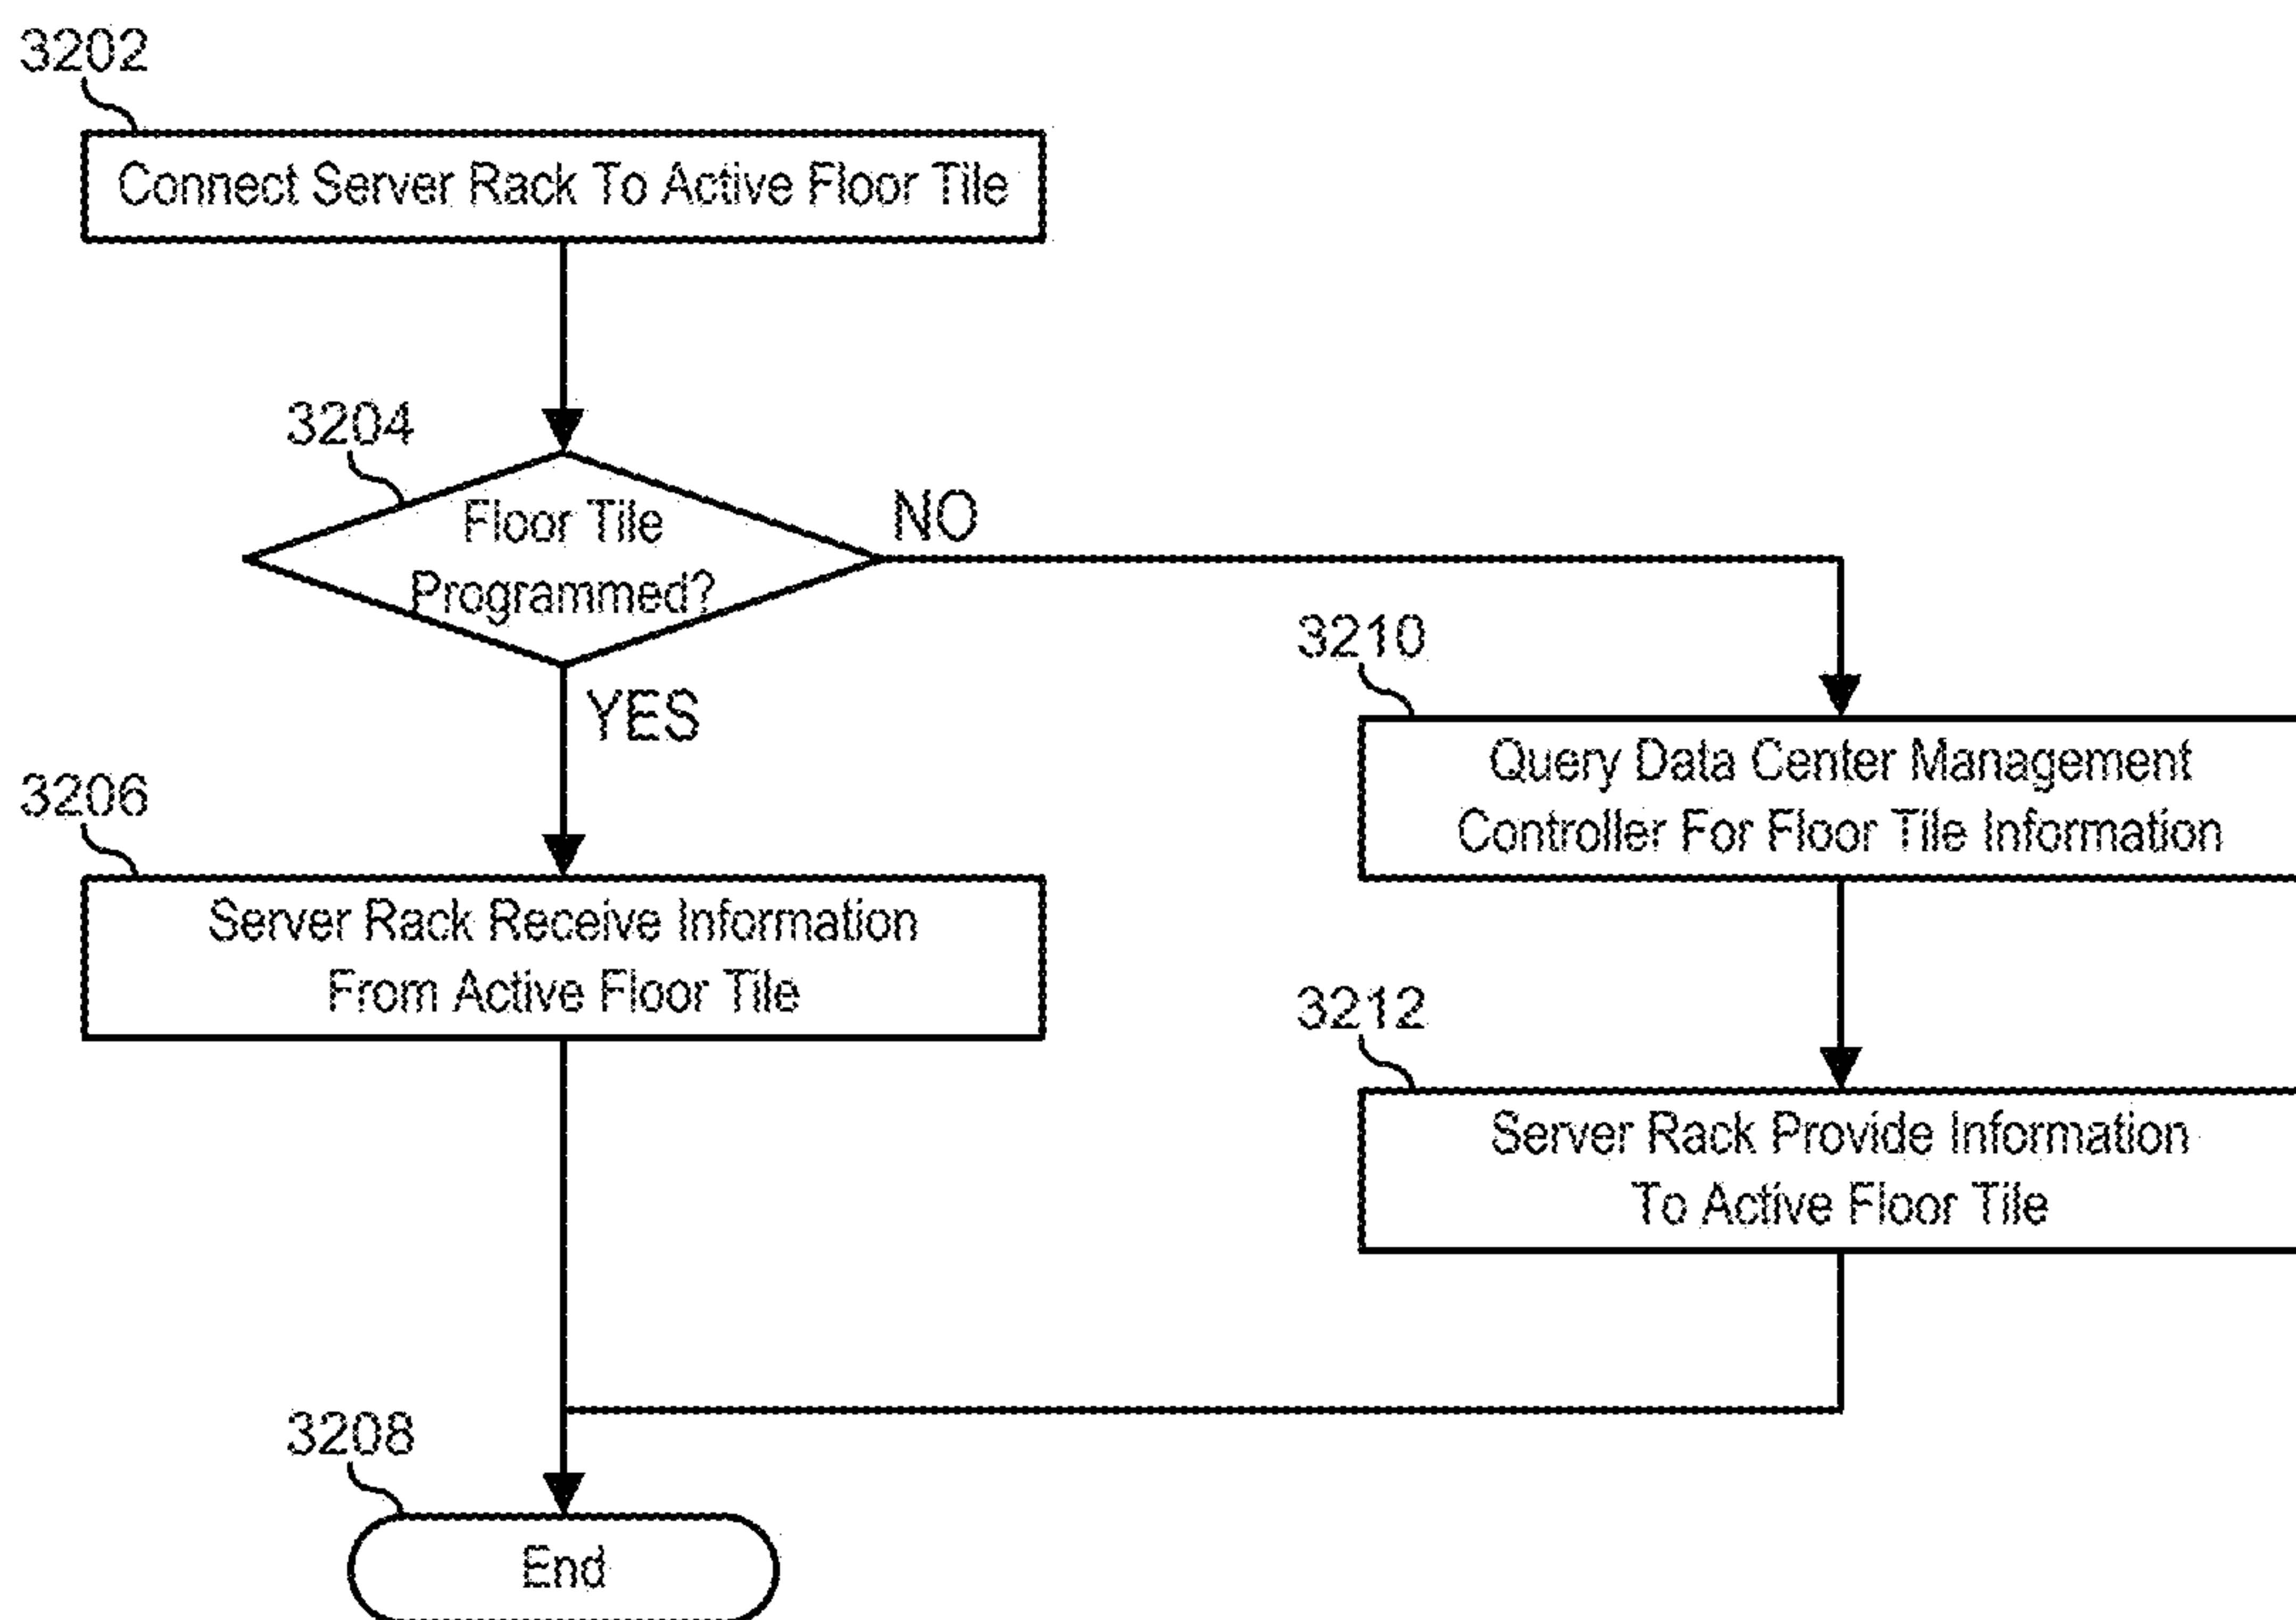 3202
Connect Server Rack To Active Floor Tile
3204
Floor Tile
Programmed?
NO
YES
3206
Server Rack Receive Information
From Active Floor Tile
3210
Query Data Center Management
Controller For Floor Tile Information
3212
Server Rack Provide Information
To Active Floor Tile
3208
End